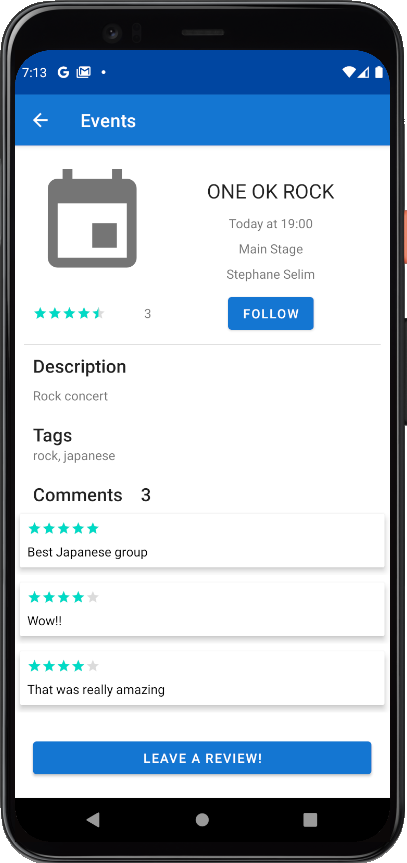 7:13 G
Events
ONE OK ROCK
Today at 19:00
Main Stage
Stephane Selim
3
FOLLOW
Description
Rock concert
Tags
rock, japanese
Comments 3
Best Japanese group
Wow!!
That was really amazing
LEAVE A REVIEW!